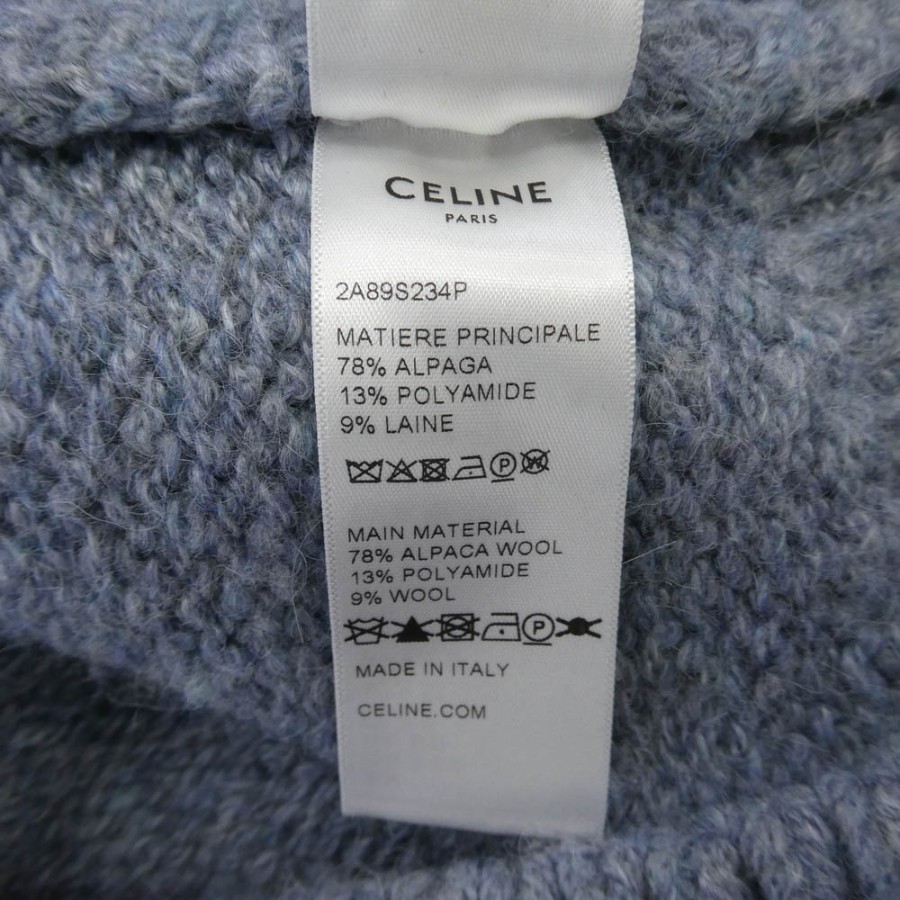 CELINE
PARIS
2A89S234P
MATIERE PRINCIPALE
78% ALPAGA
13% POLYAMIDE
9% LAINE
P W
MAIN MATERIAL
78% ALPACA WOOL
13% POLYAMIDE
9% WOOL
P
MADE IN ITALY
CELINE.COM